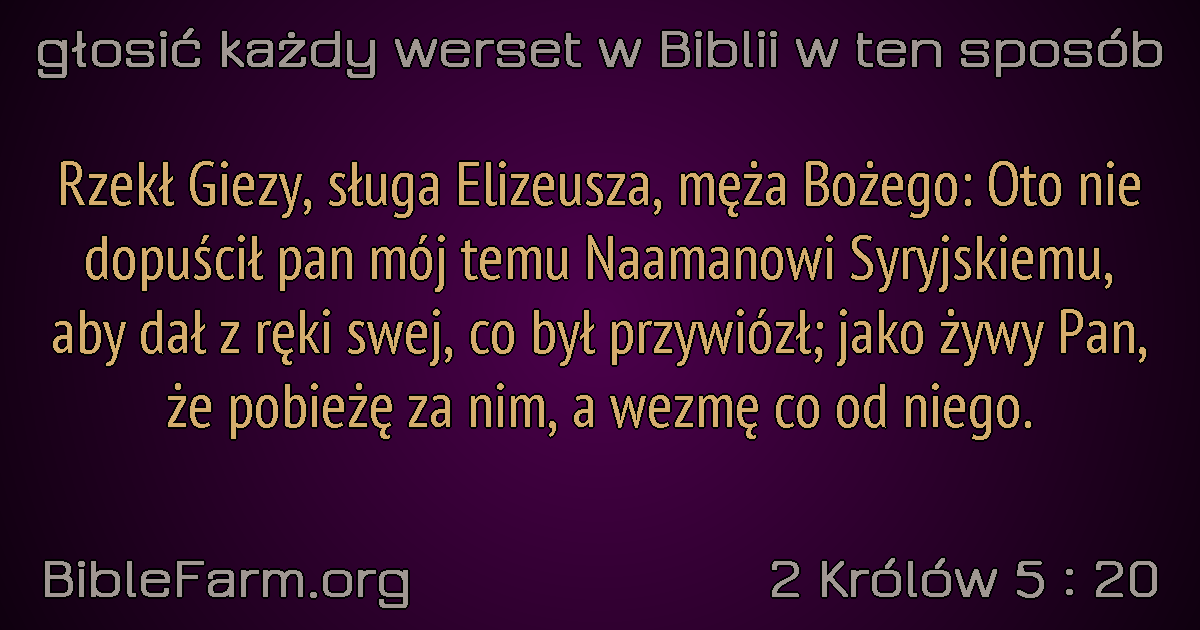 głosić każdy werset w Biblii w ten sposób
Rzekł Giezy, sługa Elizeusza, męża Bożego: Oto nie
dopuścił pan mój temu Naamanowi Syryjskiemu,
aby dał z ręki swej, co był przywiózł; jako żywy Pan,
że pobieżę za nim, a wezmę co od niego.
BibleFarm.org
2 Królów 5 : 20